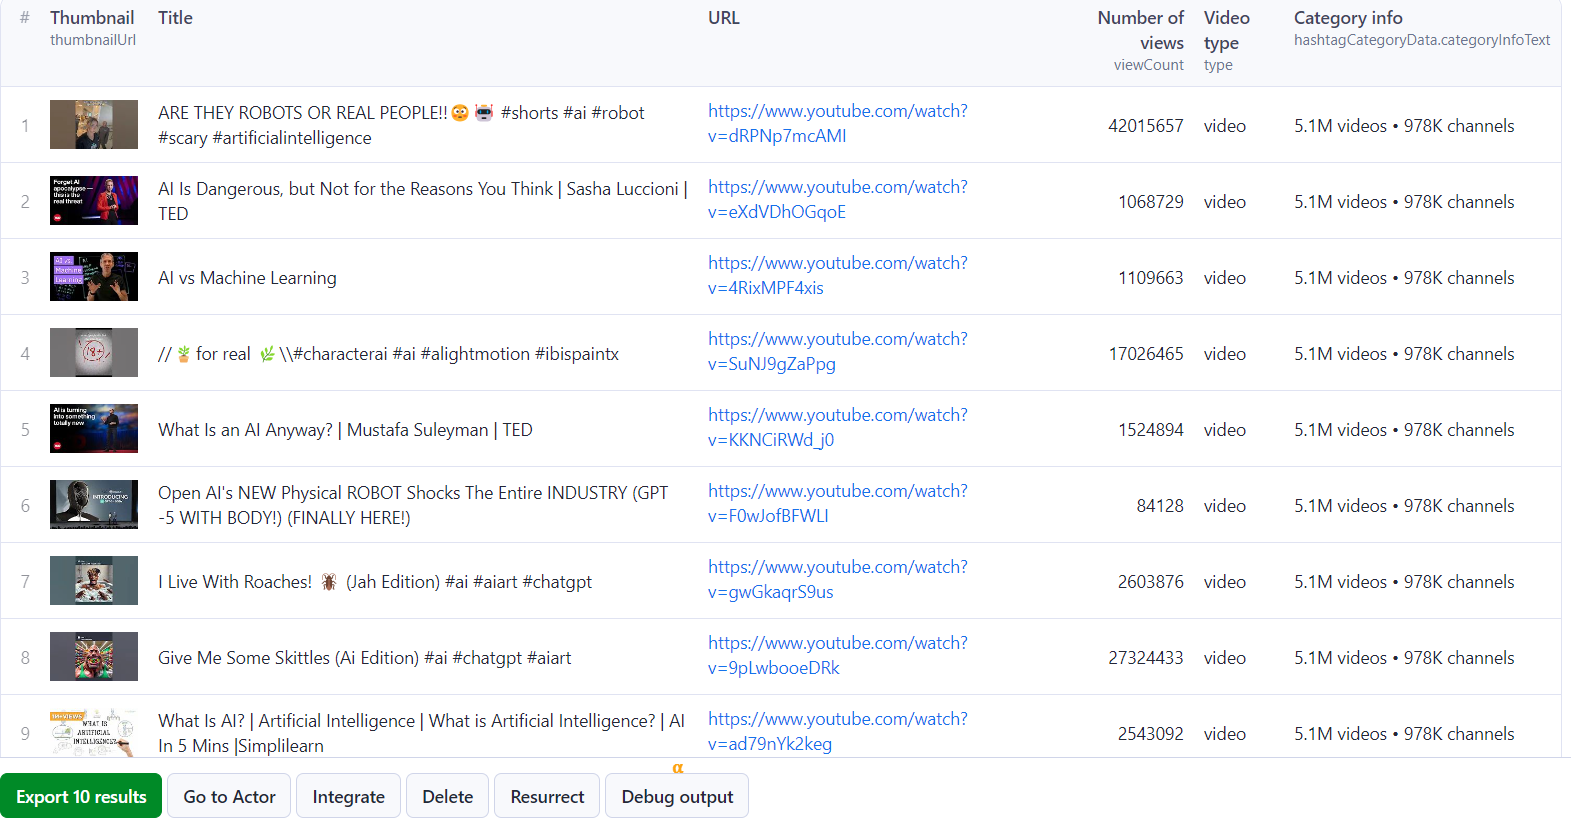 # Thumbnail Title URL Number of Video Category info
thumbnailUrl views type hashtagCategoryData.categoryInfoText
viewCount type
1 ARE THEY ROBOTS OR REAL PEOPLE!!😳 🤖 #shorts #ai #robot https://www.youtube.com/watch? 42015657 video 5.1M videos • 978K channels
#scary #artificialintelligence v=dRPNp7mcAMI
Forget AI
apocalypse—
this is the
real threat
2 AI Is Dangerous, but Not for the Reasons You Think | Sasha Luccioni | https://www.youtube.com/watch? 1068729 video 5.1M videos • 978K channels
TED v=eXdVDhOGqoE
AI vs
Machine
Learning
3 AI vs Machine Learning https://www.youtube.com/watch? 1109663 video 5.1M videos • 978K channels
v=4RixMPF4xis
18+
4 // 🪴 for real 🌿 \\#characterai #ai #alightmotion #ibispaintx https://www.youtube.com/watch? 17026465 video 5.1M videos • 978K channels
v=SuNJ9gZaPpg
AI is turning
into something
totally new
5 What Is an AI Anyway? | Mustafa Suleyman | TED https://www.youtube.com/watch? 1524894 video 5.1M videos • 978K channels
v=KKNCiRWd_j0
INTRODUCING
6 Open AI's NEW Physical ROBOT Shocks The Entire INDUSTRY (GPT https://www.youtube.com/watch? 84128 video 5.1M videos • 978K channels
-5 WITH BODY!) (FINALLY HERE!) v=F0wJofBFWLI
7 I Live With Roaches! 🪳 (Jah Edition) #ai #aiart #chatgpt https://www.youtube.com/watch? 2603876 video 5.1M videos • 978K channels
v=gwGkaqrS9us
8 Give Me Some Skittles (Ai Edition) #ai #chatgpt #aiart https://www.youtube.com/watch? 27324433 video 5.1M videos • 978K channels
v=9pLwbooeDRk
VIEWS
WHAT IS
ARTIFICIAL
INTELLIGENCE?
9 What Is AI? | Artificial Intelligence | What is Artificial Intelligence? | AI https://www.youtube.com/watch? 2543092 video 5.1M videos • 978K channels
In 5 Mins |Simplilearn v=ad79nYk2keg
α
Export 10 results Go to Actor Integrate Delete Resurrect Debug output